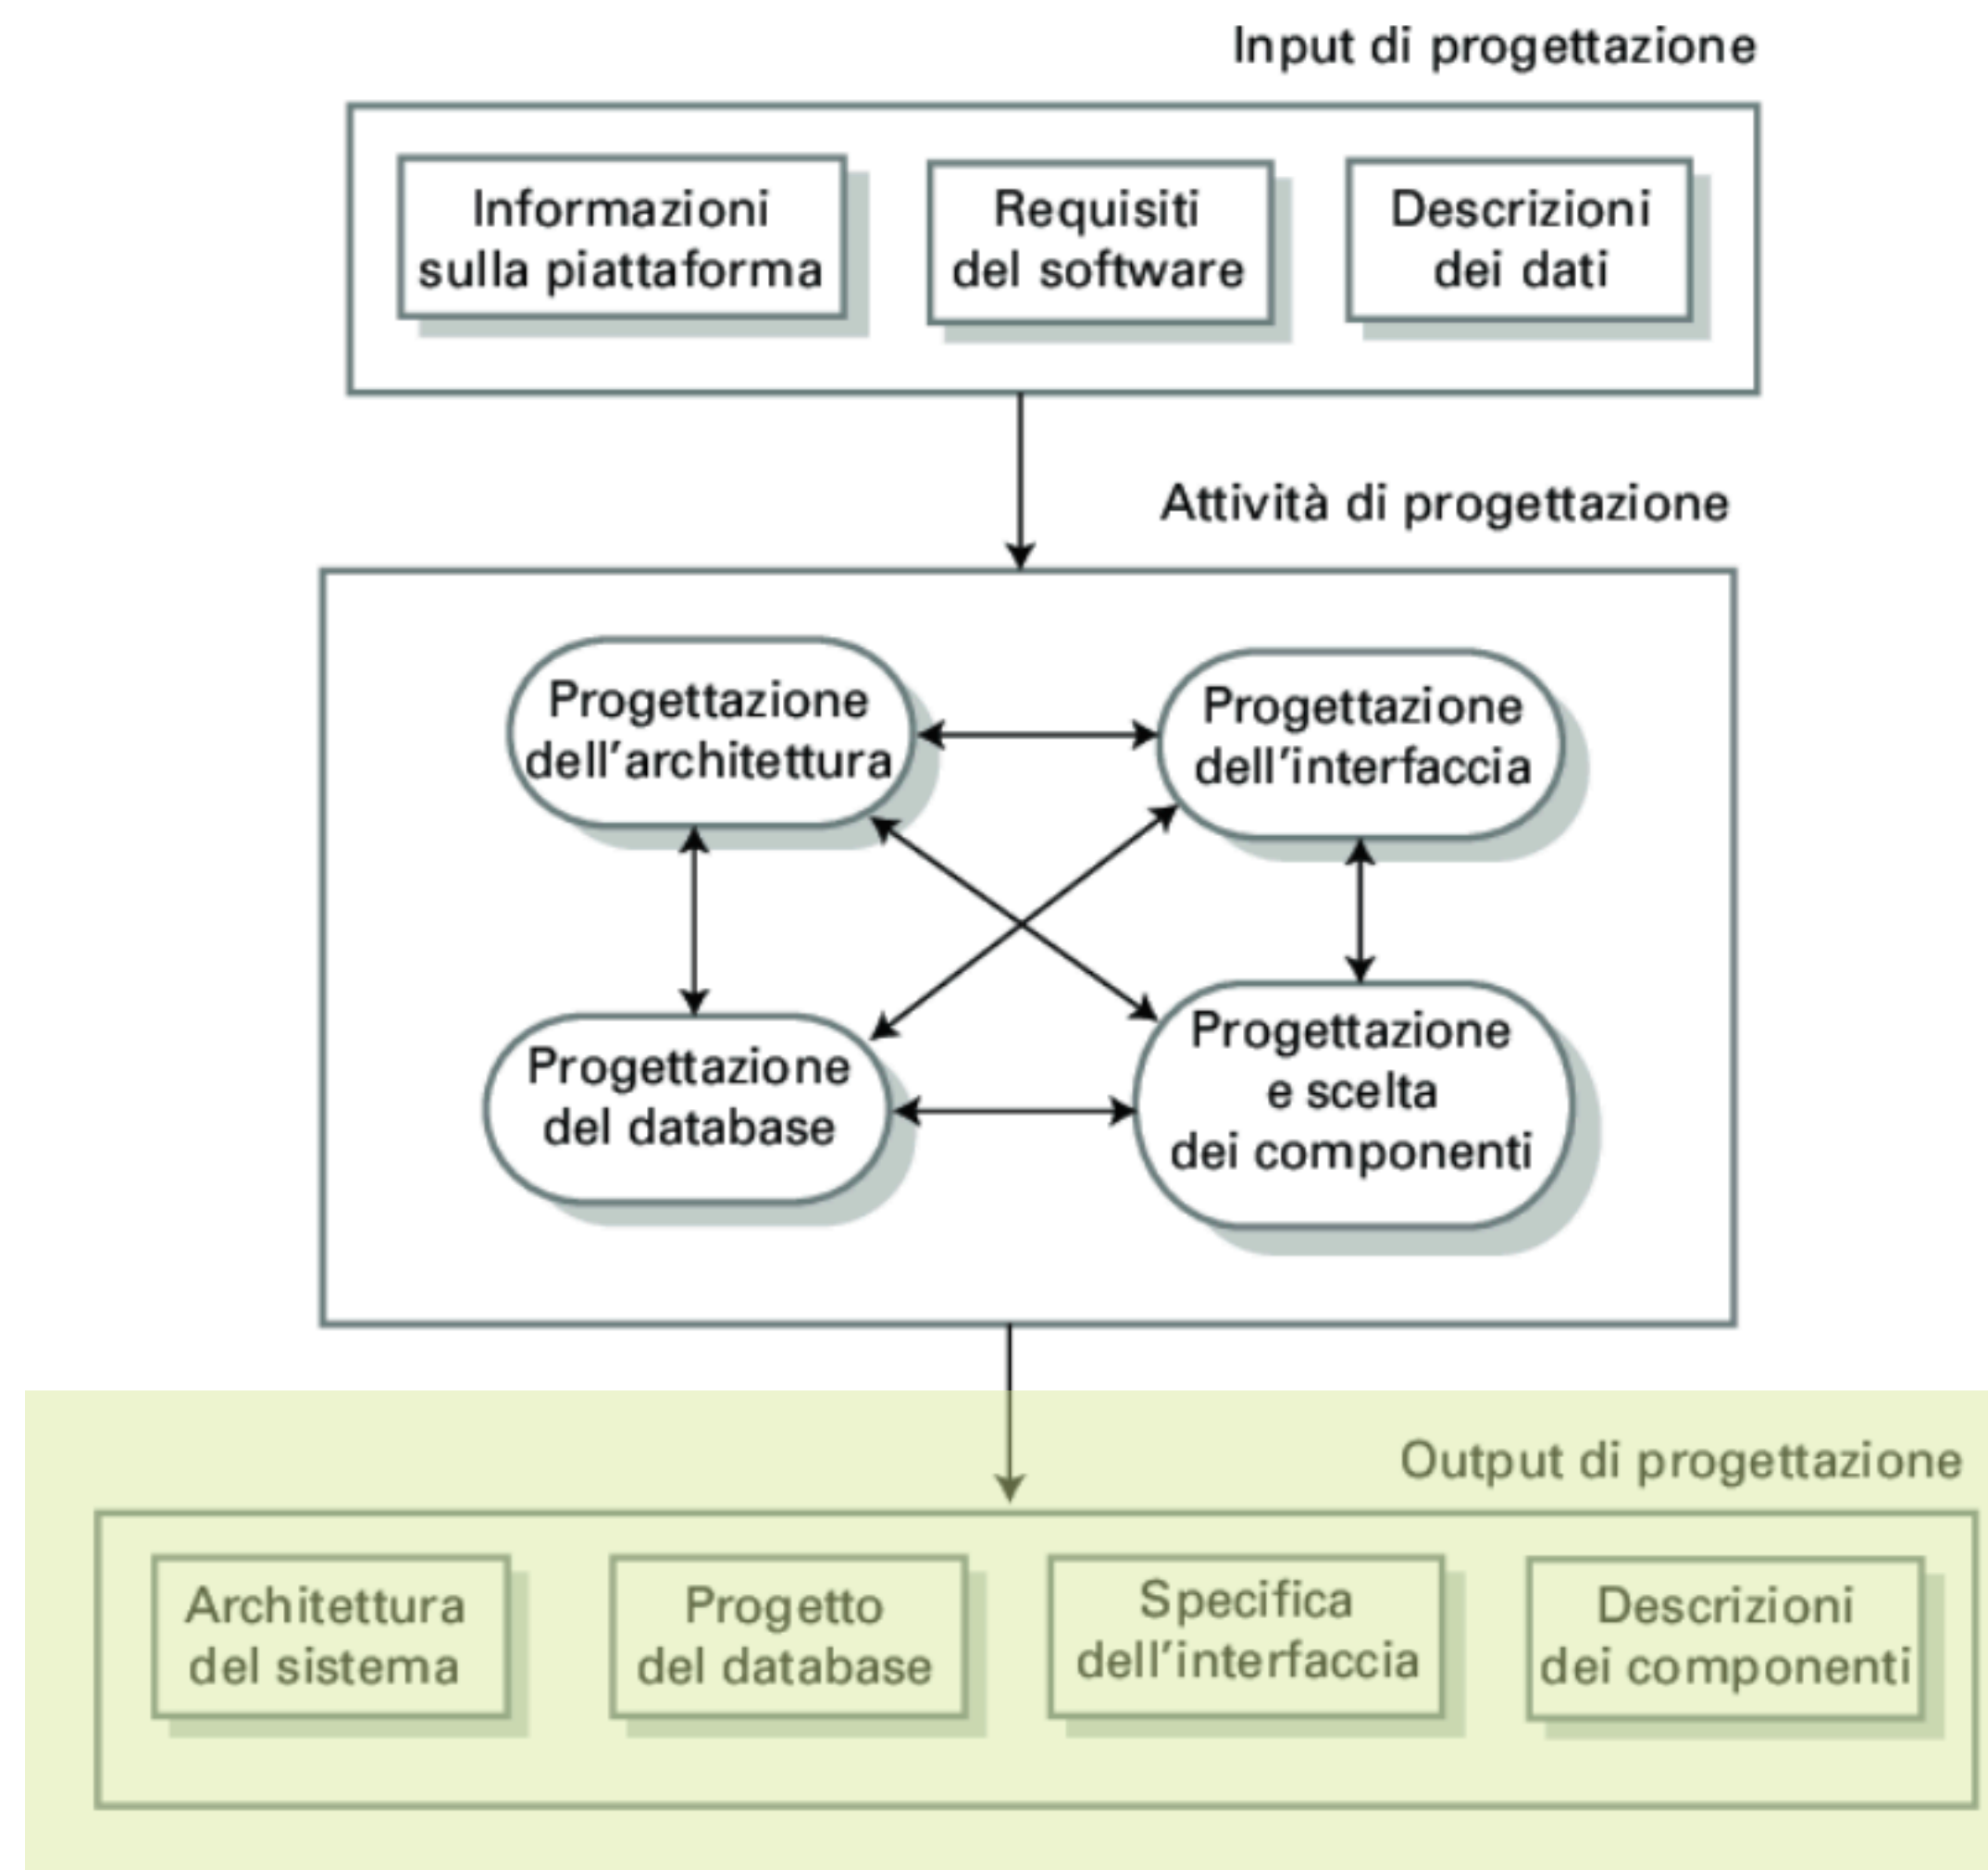 Input di progettazione
Informazioni
sulla piattaforma
Requisiti
del software
Descrizioni
dei dati
Attività di progettazione
Progettazione
dell'architettura
Progettazione
dell'interfaccia
Progettazione
del database
Progettazione
e scelta
dei componenti
Output di progettazione
Architettura
del sistema
Progetto
del database
Specifica
dell'interfaccia
Descrizioni
dei componenti